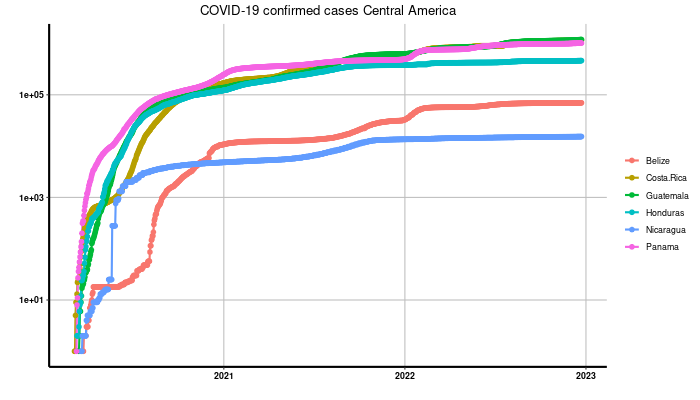 COVID-19 confirmed cases Central America
1e+05
1e+03
1e+01
2021
2022
2023
Belize
Costa.Rica
Guatemala
Honduras
Nicaragua
Panama